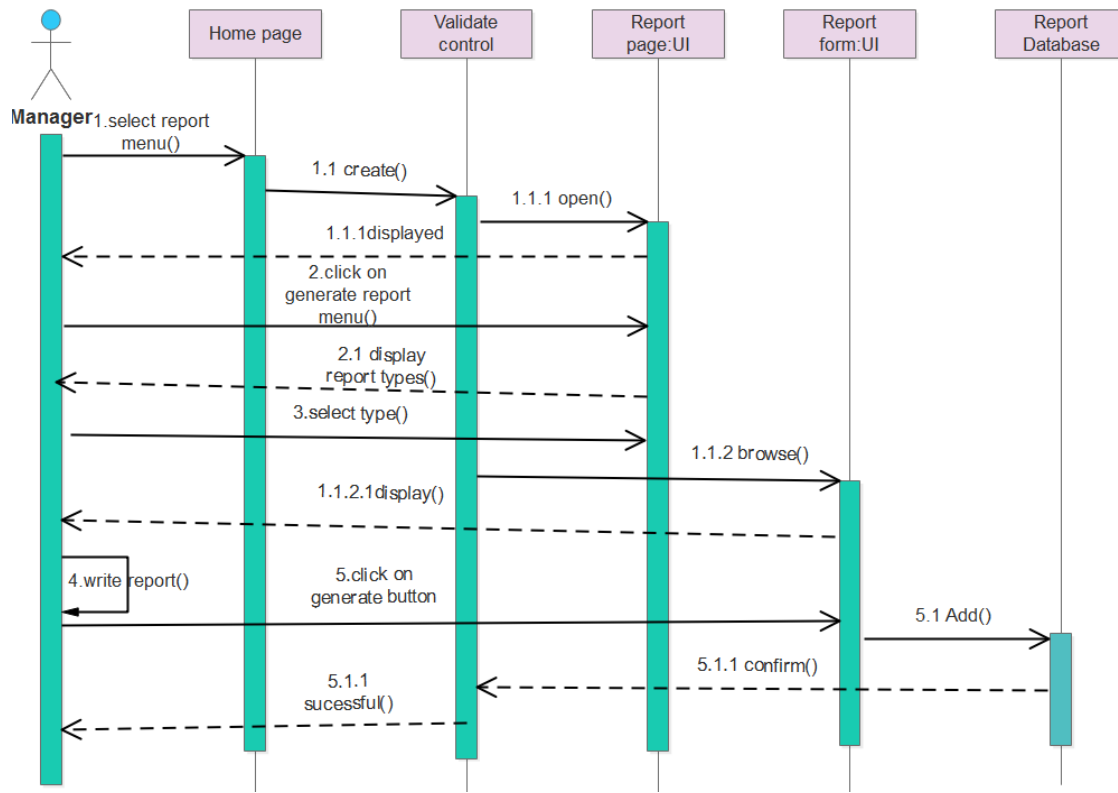 Home page
Validate
control
Report
page:UI
Report
form:UI
Report
Database
Manager
1.select report
menu()
1.1 create()
1.1.1 open()
1.1.1displayed
2.click on
generate report
menu()
2.1 display
report types()
3.select type()
1.1.2 browse()
1.1.2.1display()
4.write report()
5.click on
generate button
5.1 Add()
5.1.1 confirm()
5.1.1
sucessful()